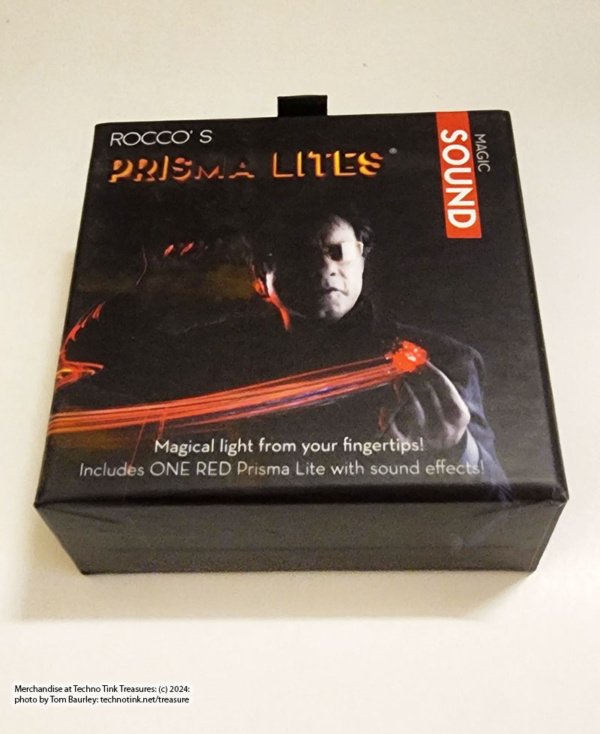 ROCCO'S
PRISMA LITES®
MAGIC
SOUND
Magical light from your fingertips!
Includes ONE RED Prisma Lite with sound effects!
Merchandise at Techno Tink Treasures: (c) 2024:
photo by Tom Baurley: technotink.net/treasure